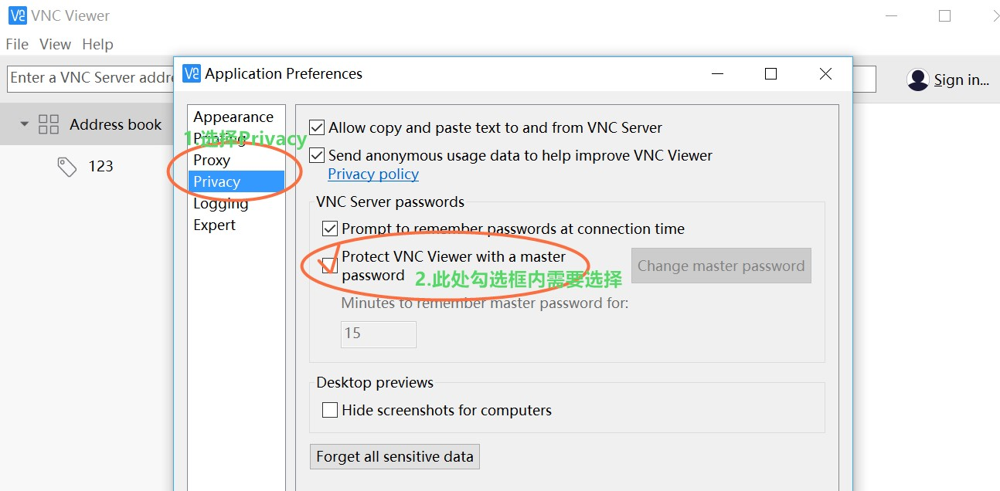 VNC Viewer
File View Help
Enter a VNC Server addre
Sign in...
Address book
123
Application Preferences
Appearance
Printing
1.选择Privacy
Proxy
Privacy
Logging
Expert
Allow copy and paste text to and from VNC Server
Send anonymous usage data to help improve VNC Viewer
Privacy policy
VNC Server passwords
Prompt to remember passwords at connection time
Protect VNC Viewer with a master
password
2.此处勾选框内需要选择
Change master password
Minutes to remember master password for:
15
Desktop previews
Hide screenshots for computers
Forget all sensitive data